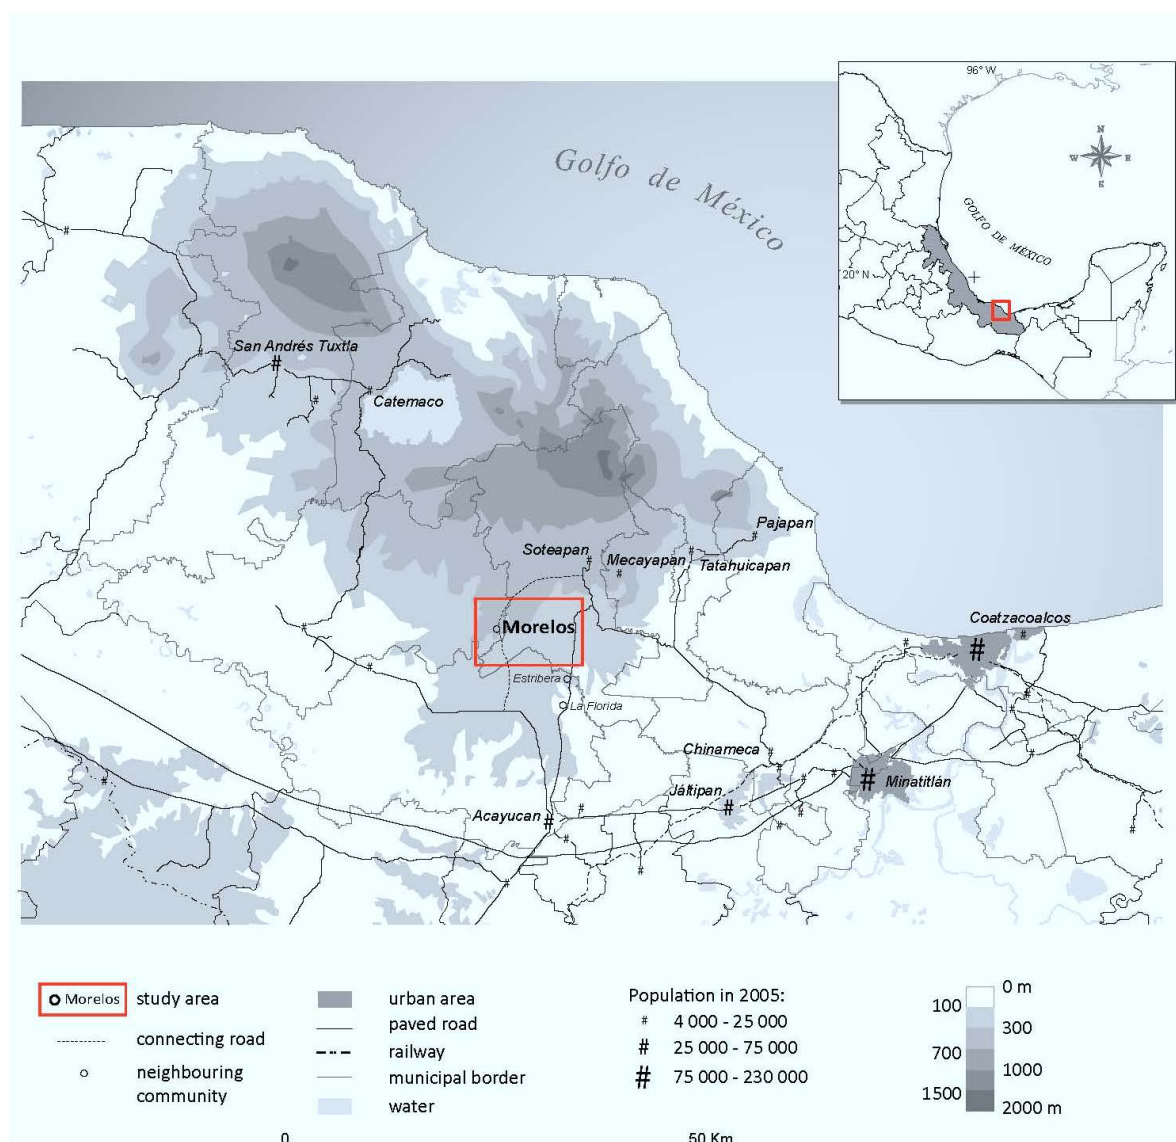 96° W
N
W E
E
GOLFO DE MÉXICO
20° N
Golfo de México
San Andrés Tuxtla
#
Catemaco
Pajapan
Soteapan
Mecayapan
Tatahuicapan
Morelos
Coatzacoalcos
#
Estribera
La Florida
Chinameca
Jáltipan
#
Minatitlán
#
Acayucan
#
Morelos study area
connecting road
neighbouring
community
urban area
paved road
railway
municipal border
water
Population in 2005:
# 4 000 - 25 000
# 25 000 - 75 000
# 75 000 - 230 000
0 m
100
300
700
1000
1500
2000 m
0 50 Km